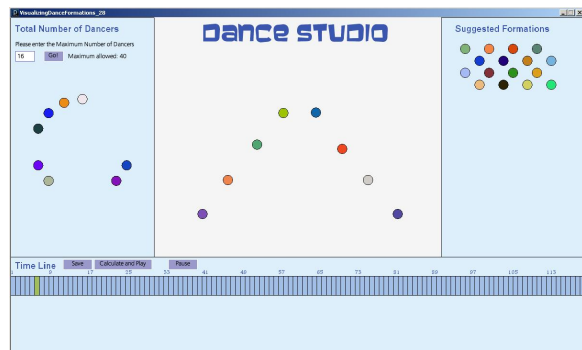 VisualizingDanceFormations_28
Dance Studio
Total Number of Dancers
Please enter the Maximum Number of Dancers
16 Go! Maximum allowed: 40
Suggested Formations
Time Line Save Calculate and Play Pause
1 9 17 25 33 41 49 57 65 73 81 89 97 105 113